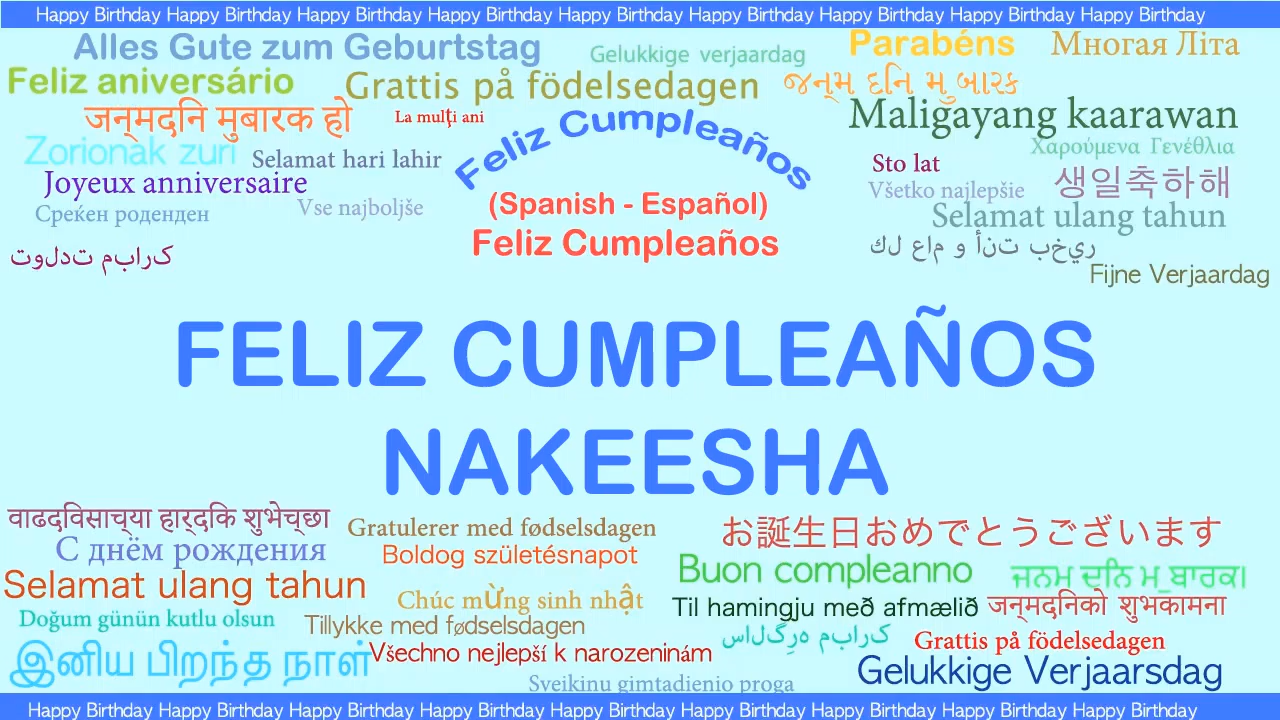 Happy Birthday Happy Birthday Happy Birthday Happy Birthday Happy Birthday Happy Birthday Happy Birthday Happy Birthday Happy Birthday
Alles Gute zum Geburtstag
Gelukkige verjaardag
Parabéns
Многая Літа
Feliz aniversário
Grattis på födelsedagen
જન્મ દનિ મુબારક
जन्मदनि मुबारक हो
La mulţi ani
Feliz Cumpleaños
Maligayang kaarawan
Zorionak zuri
Selamat hari lahir
Sto lat
Χαρούμενα Γενέθλια
Joyeux anniversaire
(Spanish - Español)
Všetko najlepšie
생일축하해
Среќен роденден
Vse najboljše
Selamat ulang tahun
Feliz Cumpleaños
تولدت مبارک
كل عام و أنت بخير
Fijne Verjaardag
FELIZ CUMPLEAÑOS
NAKEESHA
वाढदविसाच्या हार्दकि शुभेच्छा
Gratulerer med fødselsdagen
お誕生日おめでとうございます
С днём рождения
Boldog születésnapot
Buon compleanno
ਜਨਮ ਦਨਿ ਮੁਬਾਰਕ।
Selamat ulang tahun
Chúc mừng sinh nhật
Til hamingju með afmælið
जन्मदनिको शुभकामना
Doğum günün kutlu olsun
Tillykke med fødselsdagen
سالگرہ مبارک
Grattis på födelsedagen
இனிய பிறந்த நாள்
Všechno nejlepší k narozeninám
Gelukkige Verjaarsdag
Sveikinu gimtadienio proga
Happy Birthday Happy Birthday Happy Birthday Happy Birthday Happy Birthday Happy Birthday Happy Birthday Happy Birthday Happy Birthday